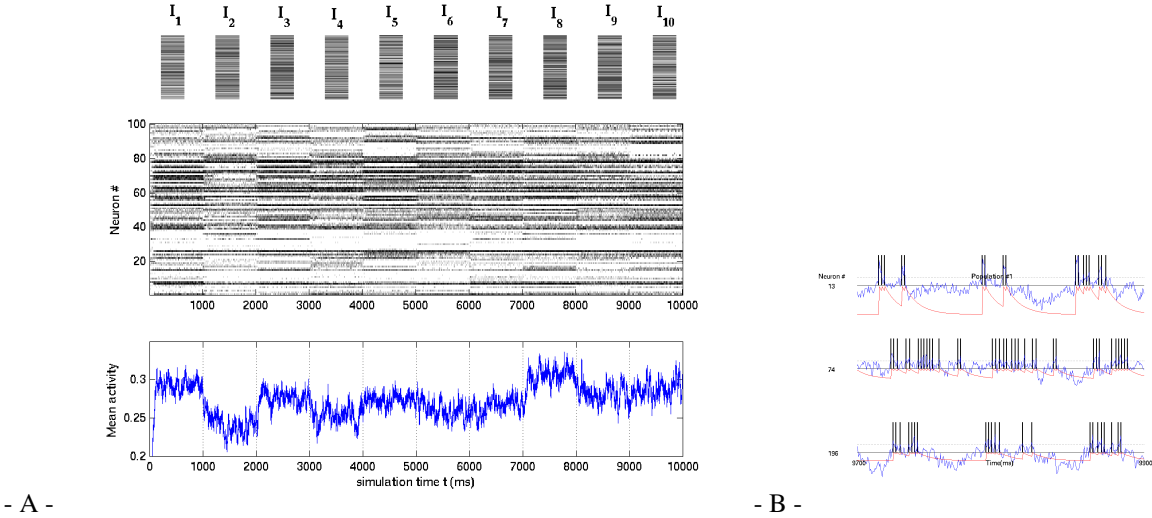 I1 I2 I3 I4 I5 I6 I7 I8 I9 I10
100
80
60
40
20
Neuron #
1000 2000 3000 4000 5000 6000 7000 8000 9000 10000
0.3
0.25
0.2
Mean activity
0 1000 2000 3000 4000 5000 6000 7000 8000 9000 10000
simulation time t (ms)
- A -
Neuron #
Population #1
13
74
196
9700 Time(ms) 9900
- B -